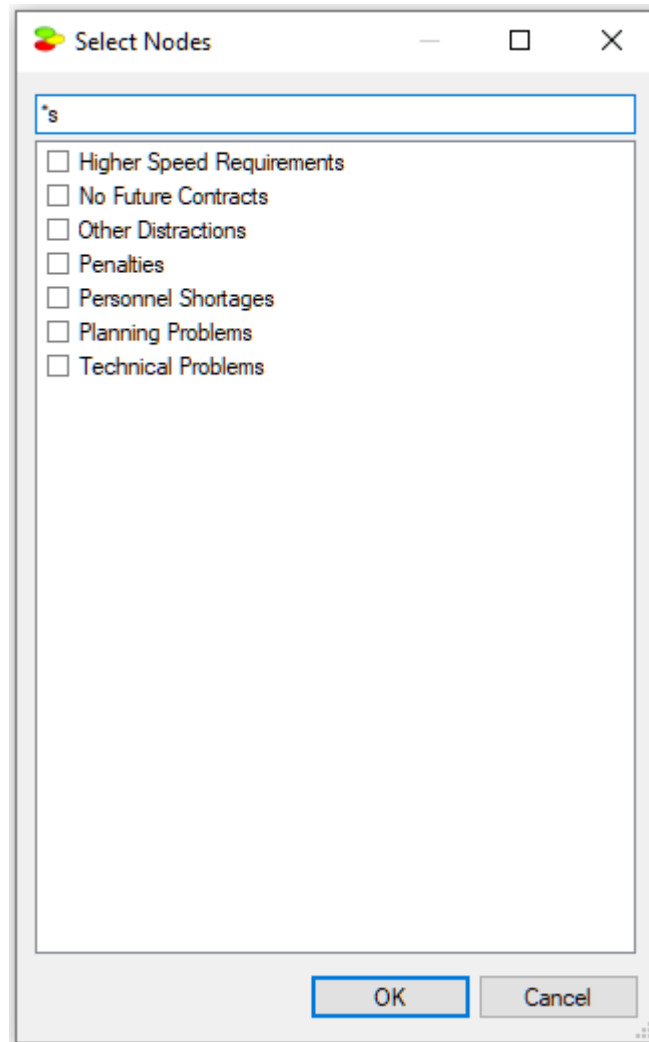 Select Nodes
*s
Higher Speed Requirements
No Future Contracts
Other Distractions
Penalties
Personnel Shortages
Planning Problems
Technical Problems
OK Cancel